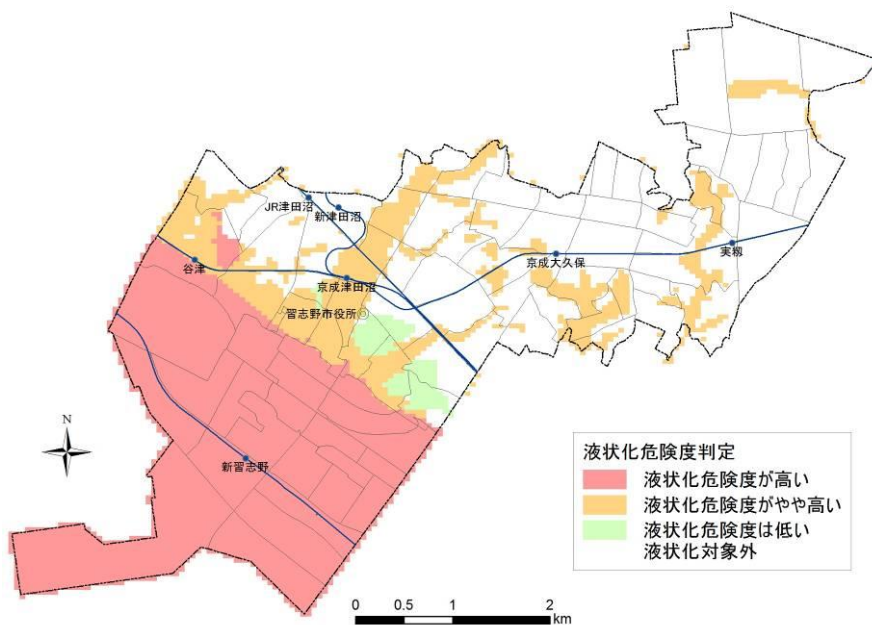 JR津田沼
新津田沼
谷津
京成津田沼
京成大久保
実籾
習志野市役所
新習志野
N
液状化危険度判定
液状化危険度が高い
液状化危険度がやや高い
液状化危険度は低い
液状化対象外
0 0.5 1 2
km